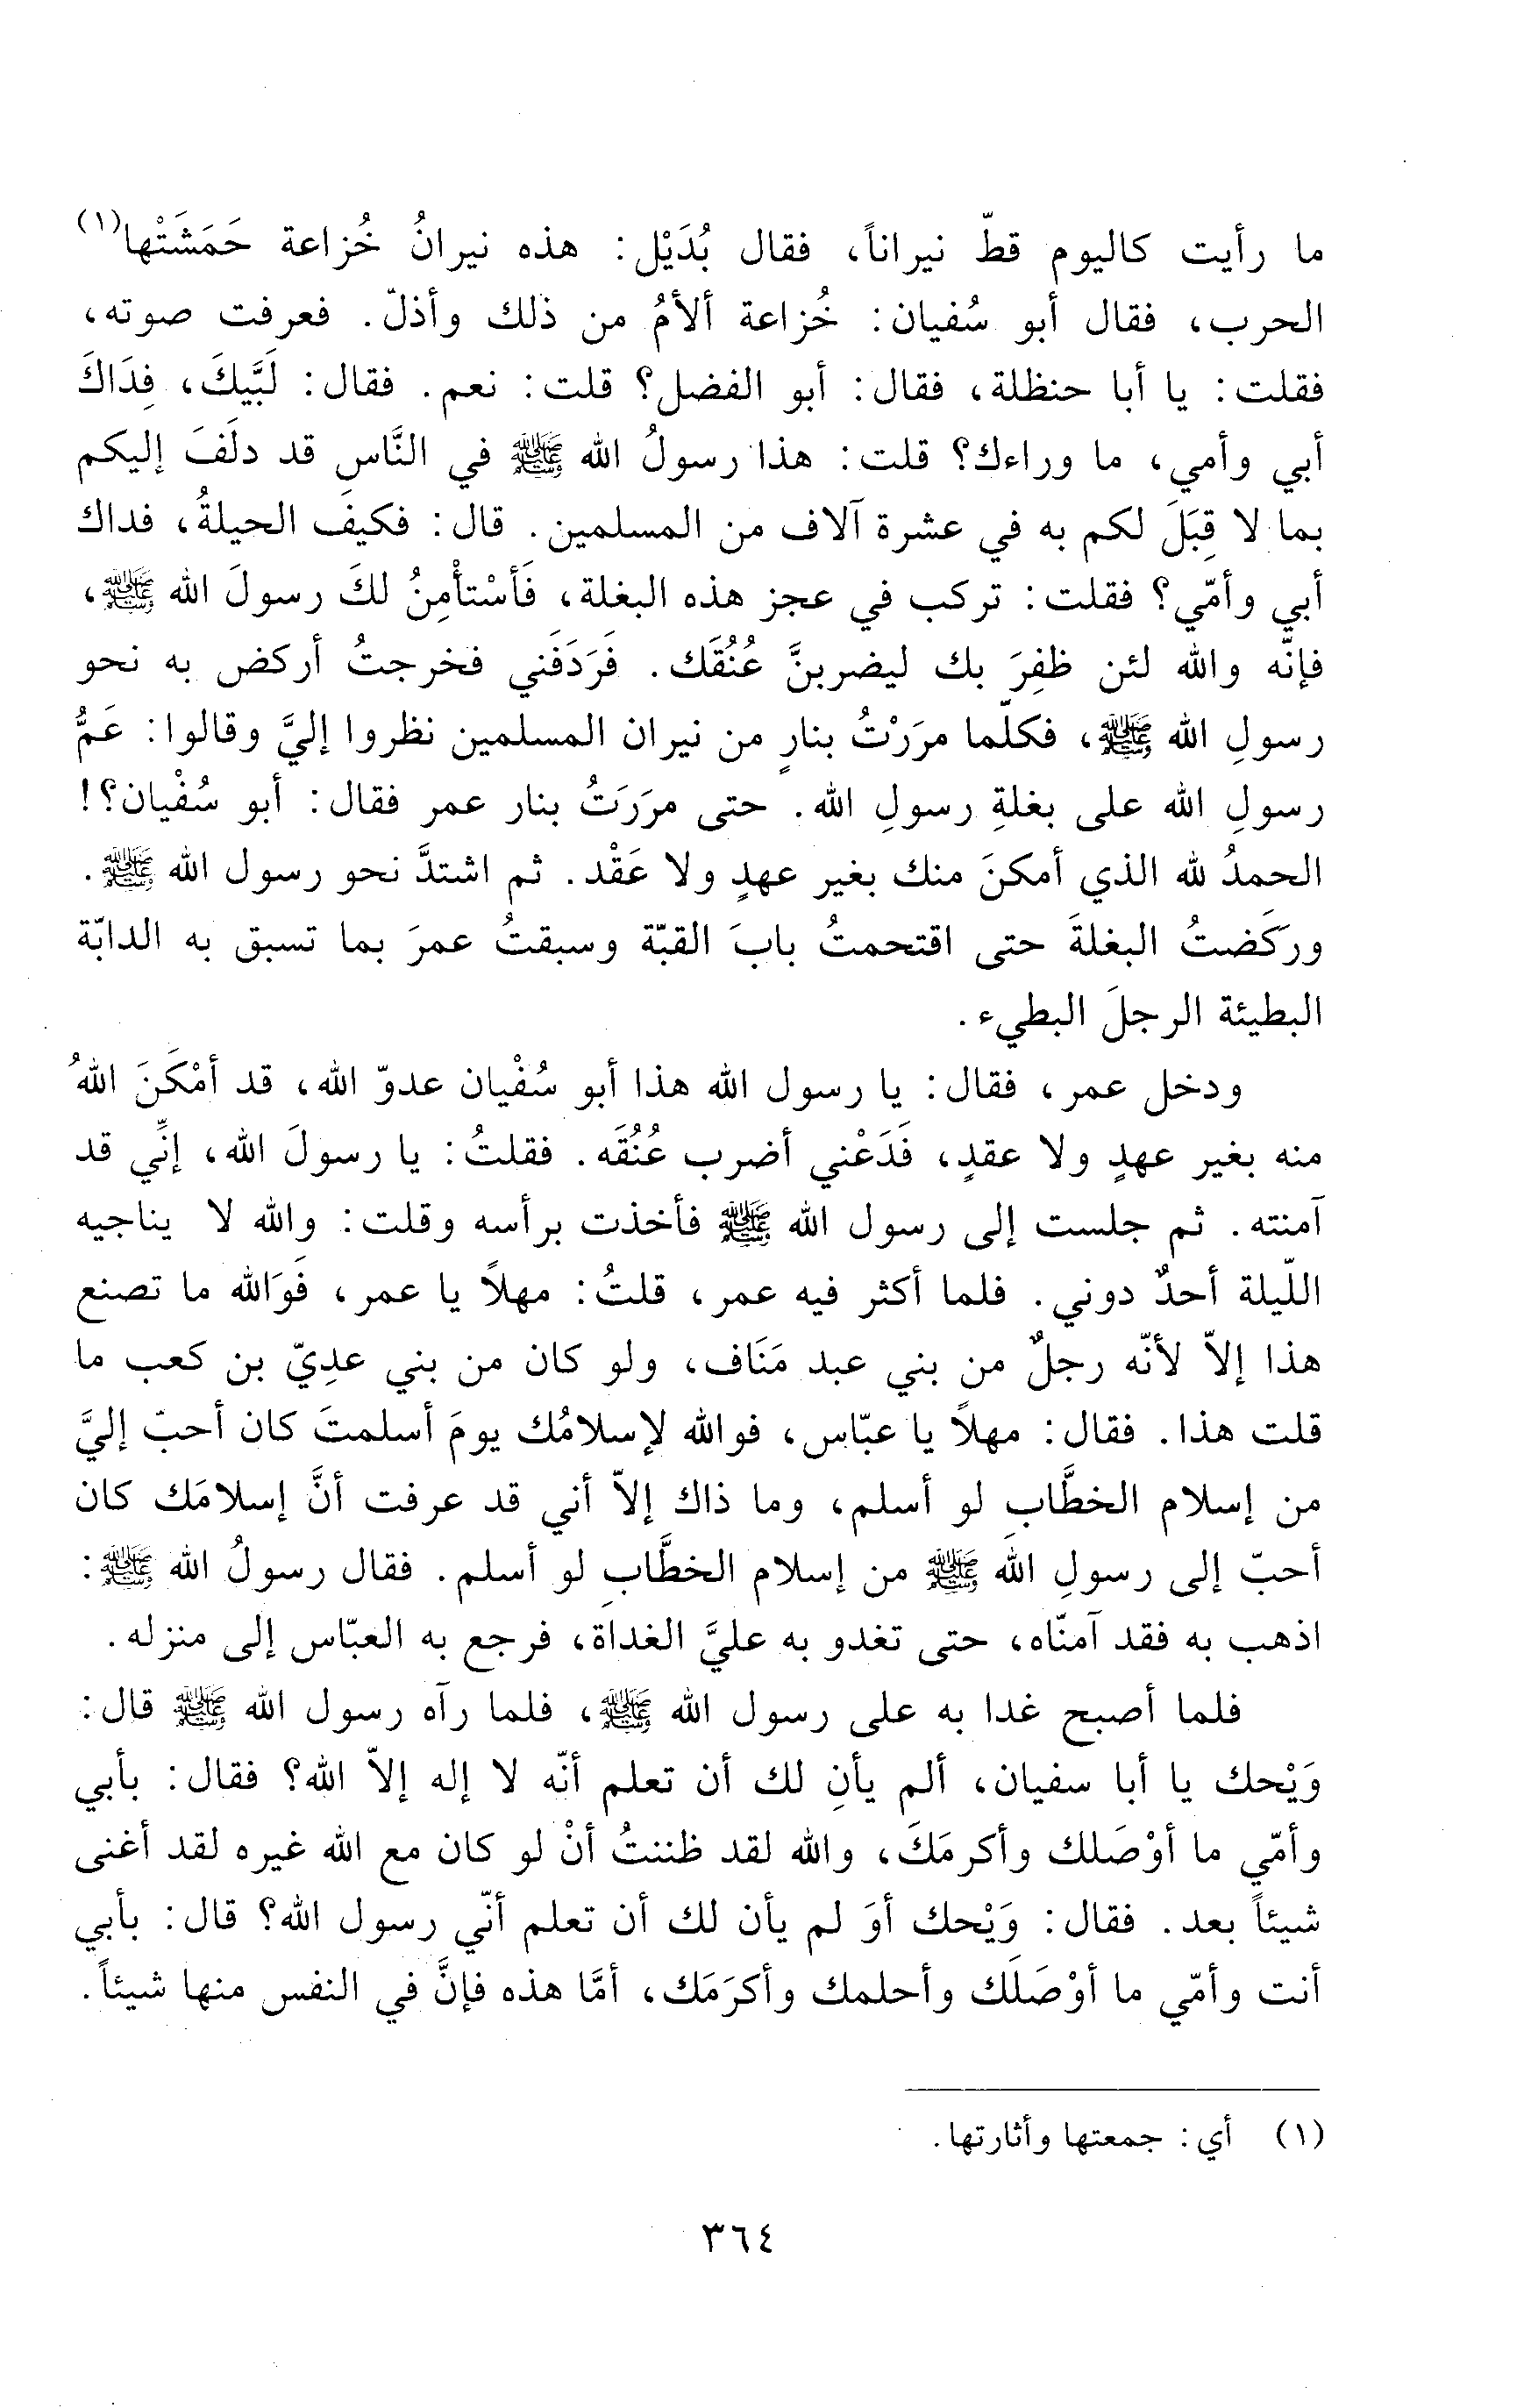 ما رأيت كاليوم قطّ نيراناً، فقال بُدَيْل: هذه نيرانُ خُزاعة حَمَشَتْها(١)
الحرب، فقال أبو سُفيان: خُزاعة ألأمُ من ذلك وأذلّ. فعرفت صوته،
فقلت: يا أبا حنظلة، فقال: أبو الفضل؟ قلت: نعم. فقال: لَبَّيكَ، فِدَاكَ
أبي وأمي، ما وراءك؟ قلت: هذا رسولُ الله ﷺ في النَّاس قد دلَفَ إليكم
بما لا قِبَلَ لكم به في عشرة آلاف من المسلمين. قال: فكيفَ الحيلةُ، فداك
أبي وأمّي؟ فقلت: تركب في عجز هذه البغلة، فَأسْتأْمِنُ لكَ رسولَ الله ﷺ،
فإنّه والله لئن ظفِرَ بك ليضربنَّ عُنُقَك. فَرَدَفَني فخرجتُ أركض به نحو
رسولِ الله ﷺ، فكلّما مرَرْتُ بنارٍ من نيران المسلمين نظروا إليَّ وقالوا: عَمُّ
رسولِ الله على بغلةِ رسولِ الله. حتى مرَرَتُ بنار عمر فقال: أبو سُفْيان؟!
الحمدُ لله الذي أمكنَ منك بغير عهدٍ ولا عَقْد. ثم اشتدَّ نحو رسول الله ﷺ.
وركَضتُ البغلةَ حتى اقتحمتُ بابَ القبّة وسبقتُ عمرَ بما تسبق به الدابّة
البطيئة الرجلَ البطيء.
ودخل عمر، فقال: يا رسول الله هذا أبو سُفْيان عدوّ الله، قد أمْكَنَ اللهُ
منه بغير عهدٍ ولا عقدٍ، فَدَعْني أضرب عُنُقَه. فقلتُ: يا رسولَ الله، إنِّي قد
آمنته. ثم جلست إلى رسول الله ﷺ فأخذت برأسه وقلت: والله لا يناجيه
اللّيلة أحدٌ دوني. فلما أكثر فيه عمر، قلتُ: مهلاً يا عمر، فَوَالله ما تصنع
هذا إلاّ لأنّه رجلٌ من بني عبد مَنَاف، ولو كان من بني عدِيّ بن كعب ما
قلت هذا. فقال: مهلاً يا عبّاس، فوالله لإسلامُك يومَ أسلمتَ كان أحبّ إليَّ
من إسلام الخطَّابِ لو أسلم، وما ذاك إلاّ أني قد عرفت أنَّ إسلامَك كان
أحبّ إلى رسولِ الله ﷺ من إسلام الخطَّابِ لو أسلم. فقال رسولُ الله ﷺ:
اذهب به فقد آمنّاه، حتى تغدو به عليَّ الغداة، فرجع به العبّاس إلى منزله.
فلما أصبح غدا به على رسول الله ﷺ، فلما رآه رسول الله ﷺ قال:
وَيْحك يا أبا سفيان، ألم يأنِ لك أن تعلم أنّه لا إله إلاّ الله؟ فقال: بأبي
وأمّي ما أوْصَلك وأكرمَكَ، والله لقد ظننتُ أنْ لو كان مع الله غيره لقد أغنى
شيئاً بعد. فقال: وَيْحك أوَ لم يأن لك أن تعلم أنّي رسول الله؟ قال: بأبي
أنت وأمّي ما أوْصَلَك وأحلمك وأكرَمَك، أمَّا هذه فإنَّ في النفس منها شيئاً.
(١) أي: جمعتها وأثارتها.
٣٦٤